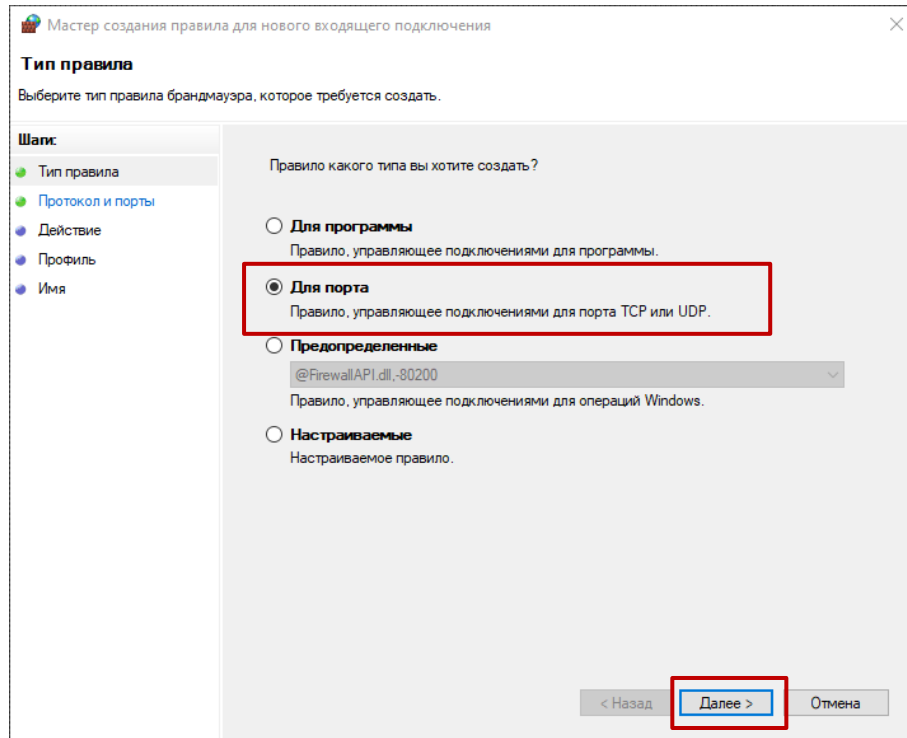 Мастер создания правила для нового входящего подключения
Тип правила
Выберите тип правила брандмауэра, которое требуется создать.
Шаги:
Тип правила
Протокол и порты
Действие
Профиль
Имя
Правило какого типа вы хотите создать?
Для программы
Правило, управляющее подключениями для программы.
Для порта
Правило, управляющее подключениями для порта TCP или UDP.
Предопределенные
@FirewallAPI.dll,-80200
Правило, управляющее подключениями для операций Windows.
Настраиваемые
Настраиваемое правило.
< Назад Далее > Отмена